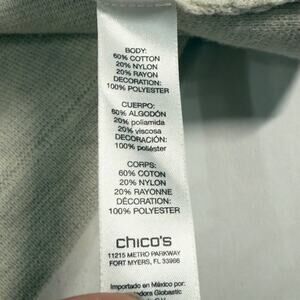 BODY:
60% COTTON
20% NYLON
20% RAYON
DECORATION:
100% POLYESTER
CUERPO:
60% ALGODÓN
20% poliamida
20% viscosa
DECORACIÓN:
100% poliéster
CORPS:
60% COTON
20% NYLON
20% RAYONNE
DÉCORATION:
100% POLYESTER
chico's
11215 METRO PARKWAY
FORT MYERS, FL 33966
Importado en México por:
Globastic